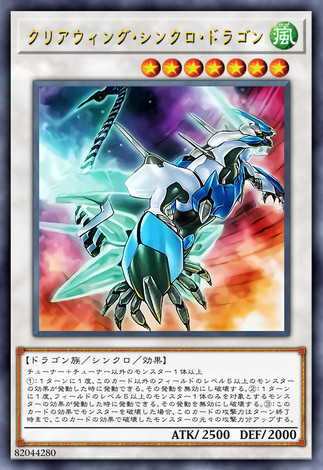 クリアウィング・シンクロ・ドラゴン 風
【ドラゴン族／シンクロ／効果】
チューナー＋チューナー以外のモンスター1体以上
①：1ターンに1度、このカード以外のフィールドのレベル5以上のモンスター
の効果が発動した時に発動できる。その発動を無効にし破壊する。②：1ターン
に1度、フィールドのレベル5以上のモンスター1体のみを対象とするモンス
ターの効果が発動した時に発動できる。その発動を無効にし破壊する。③：この
カードの効果でモンスターを破壊した場合、このカードの攻撃力はターン終了
時まで、このカードの効果で破壊したモンスターの元々の攻撃力分アップする。
ATK/2500 DEF/2000
82044280